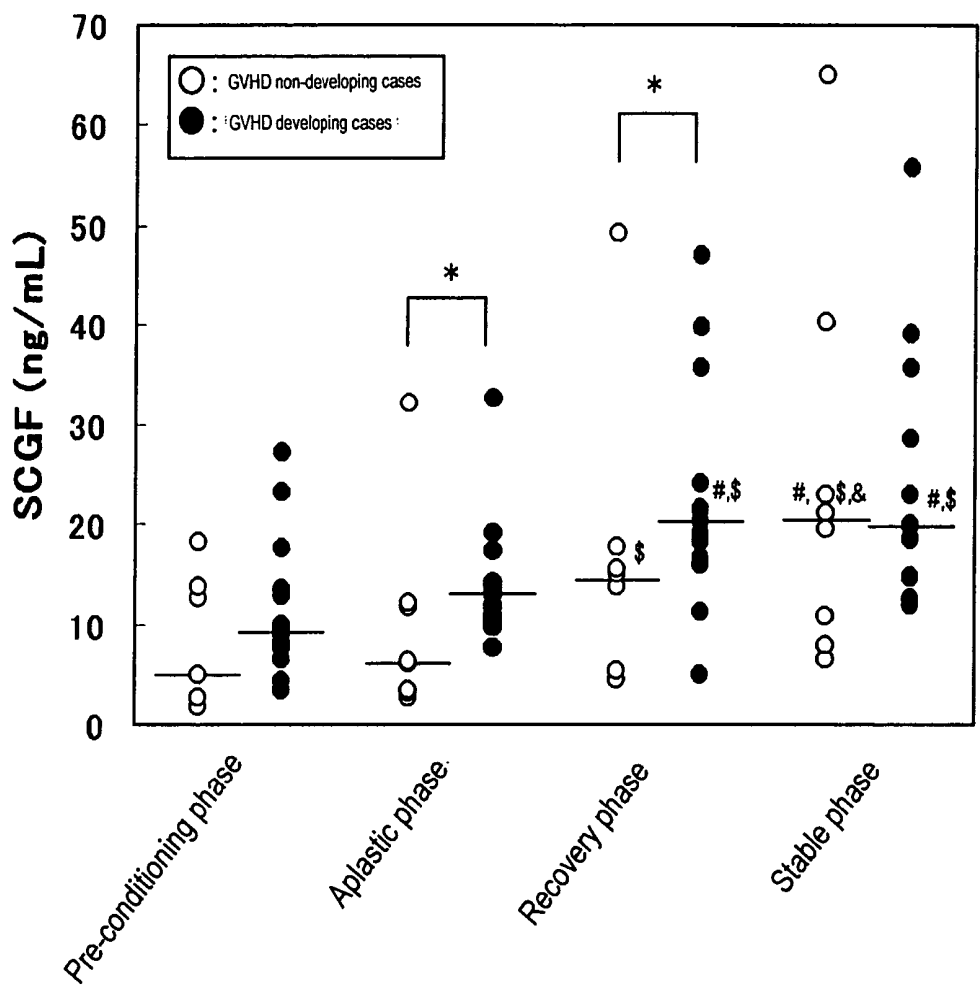 70
○ : GVHD non-developing cases
● : GVHD developing cases
*
60
50
*
40
30
#,$
#, $,&
#,$
20
$
10
0
SCGF (ng/mL)
Pre-conditioning phase
Aplastic phase
Recovery phase
Stable phase